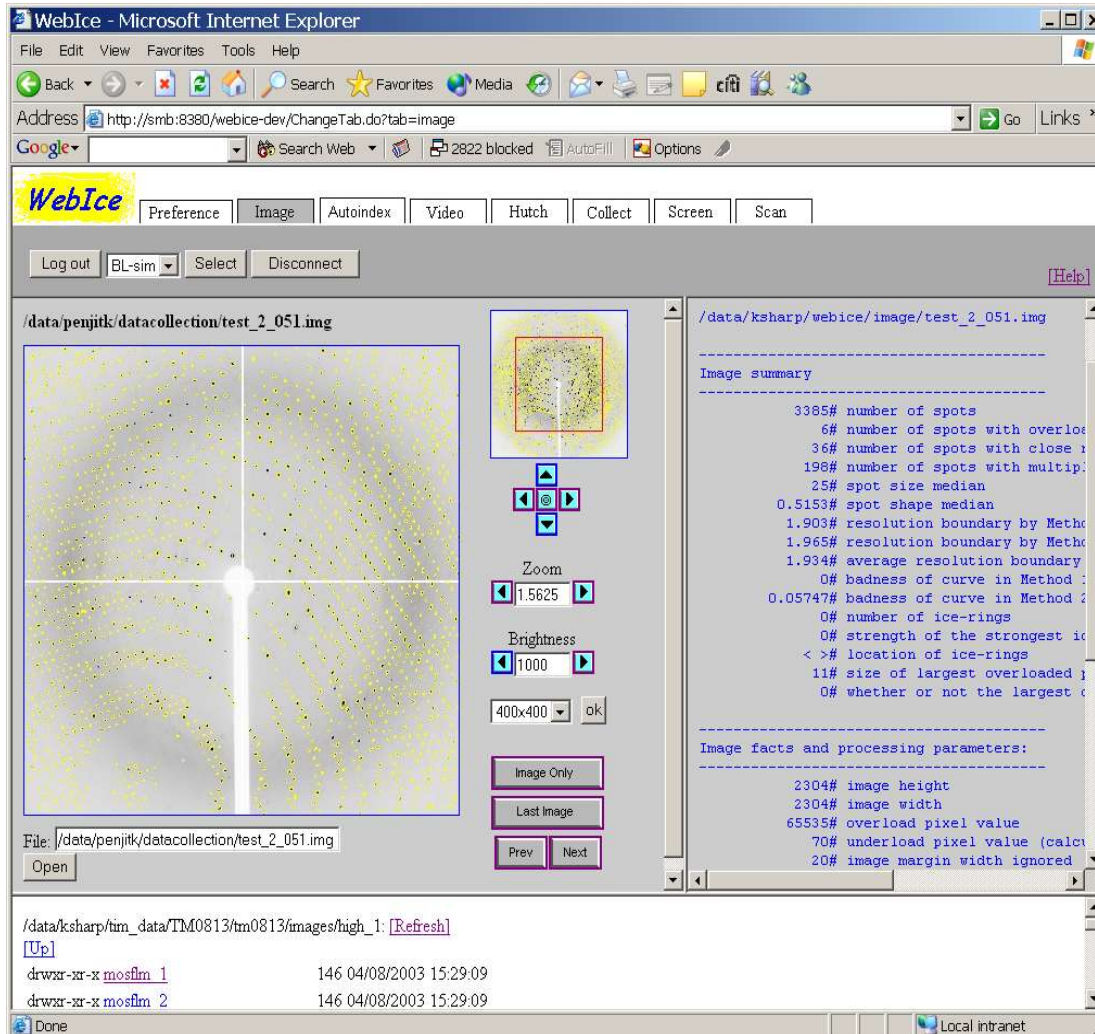 WebIce - Microsoft Internet Explorer
File Edit View Favorites Tools Help
Back Search Favorites Media citi
Address http://smb:8380/webice-dev/ChangeTab.do?tab=image Go Links
Google Search Web 2822 blocked AutoFill Options
WebIce Preference Image Autoindex Video Hutch Collect Screen Scan
Log out BL-sim Select Disconnect
[Help]
/data/penjitk/datacollection/test_2_051.img
Zoom
1.5625
Brightness
1000
400x400 ok
Image Only
Last Image
Prev Next
File: /data/penjitk/datacollection/test_2_051.img
Open
/data/ksharp/webice/image/test_2_051.img
---------------------------------------
Image summary
---------------------------------------
3385# number of spots
6# number of spots with
36# number of spots with close
198# number of spots with
25# spot size median
0.5153# spot shape median
1.903# resolution boundary by
1.965# resolution boundary by
1.934# average resolution boundary
0# badness of curve in Method
0.05747# badness of curve in Method 2
0# number of ice-rings
0# strength of the strongest
< ># location of ice-rings
11# size of largest overloaded
0# whether or not the largest
---------------------------------------
Image facts and processing parameters:
---------------------------------------
2304# image height
2304# image width
65535# overload pixel value
70# underload pixel value
20# image margin width ignored
/data/ksharp/tim_data/TM0813/tm0813/images/high_1: [Refresh]
[Up]
drwxr-xr-x mosflm_1 146 04/08/2003 15:29:09
drwxr-xr-x mosflm_2 146 04/08/2003 15:29:09
Done Local intranet